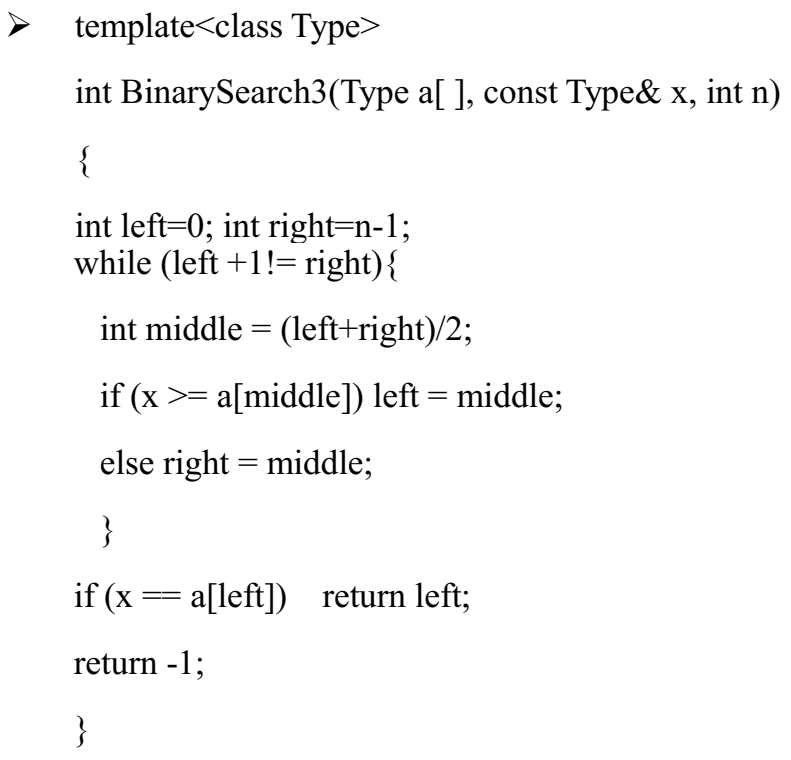 ➢ template<class Type>
int BinarySearch3(Type a[ ], const Type& x, int n)
{
int left=0; int right=n-1;
while (left +1!= right){
int middle = (left+right)/2;
if (x >= a[middle]) left = middle;
else right = middle;
}
if (x == a[left]) return left;
return -1;
}